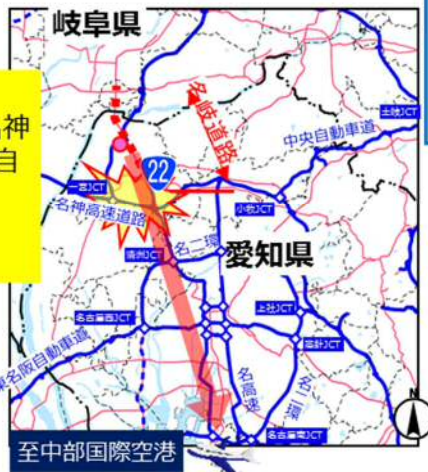 岐阜県
名神
自
名岐道路
土岐JCT
中央自動車道
22
一宮JCT
名神高速道路
小牧JCT
清洲JCT
名二環
愛知県
名古屋西JCT
上社JCT
高針JCT
名阪自動車道
名高速
名二環
名古屋南JCT
N
至中部国際空港